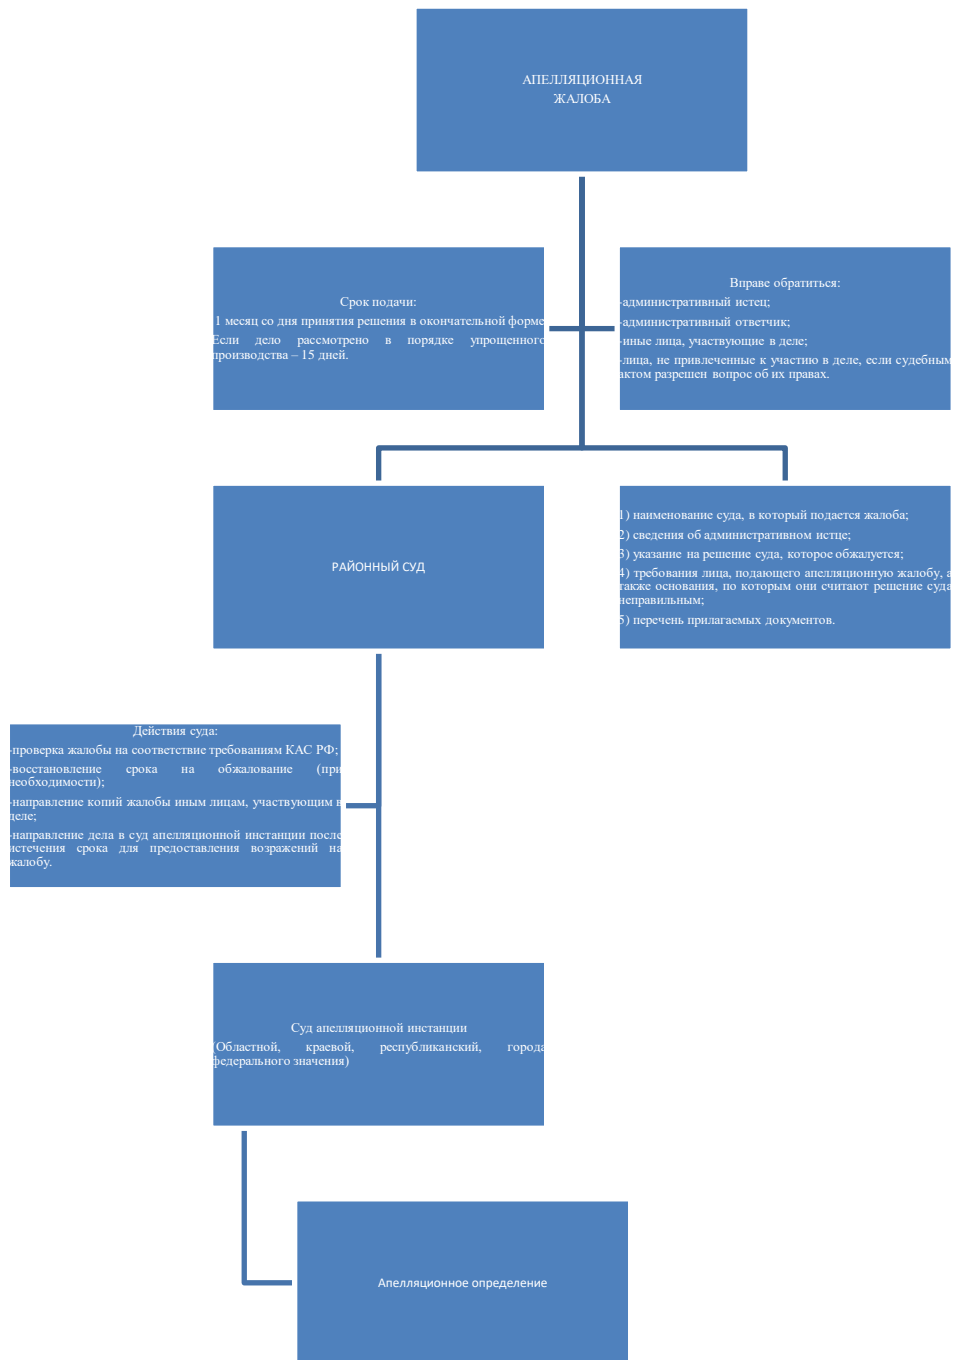 АПЕЛЛЯЦИОННАЯ
ЖАЛОБА
Срок подачи:
1 месяц со дня принятия решения в окончательной форме
Если дело рассмотрено в порядке упрощенного
производства – 15 дней.
Вправе обратиться:
-административный истец;
-административный ответчик;
-иные лица, участвующие в деле;
-лица, не привлеченные к участию в деле, если судебным
актом разрешен вопрос об их правах.
РАЙОННЫЙ СУД
1) наименование суда, в который подается жалоба;
2) сведения об административном истце;
3) указание на решение суда, которое обжалуется;
4) требования лица, подающего апелляционную жалобу, а
также основания, по которым они считают решение суда
неправильным;
5) перечень прилагаемых документов.
Действия суда:
-проверка жалобы на соответствие требованиям КАС РФ;
-восстановление срока на обжалование (при
необходимости);
-направление копий жалобы иным лицам, участвующим в
деле;
-направление дела в суд апелляционной инстанции после
истечения срока для предоставления возражений на
жалобу.
Суд апелляционной инстанции
(Областной, краевой, республиканский, города
федерального значения)
Апелляционное определение